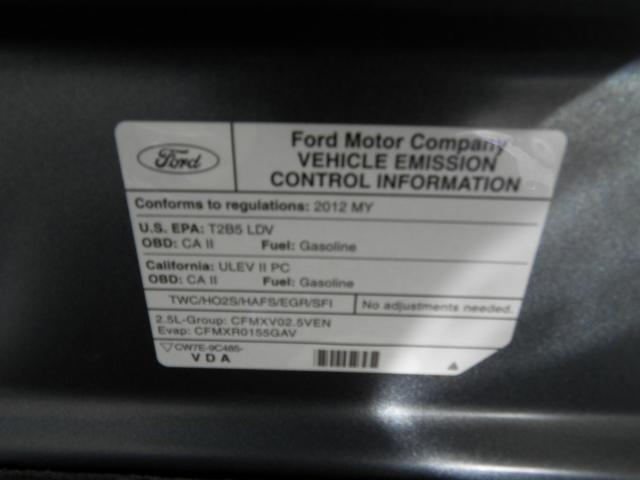 Ford
Ford Motor Company
VEHICLE EMISSION
CONTROL INFORMATION
Conforms to regulations: 2012 MY
U.S. EPA: T2B5 LDV
OBD: CA II Fuel: Gasoline
California: ULEV II PC
OBD: CA II Fuel: Gasoline
TWC/HO2S/HAFS/EGR/SFI No adjustments needed.
2.5L-Group: CFMXV02.5VEN
Evap: CFMXR0155GAV
CW7E-9C485-
VDA